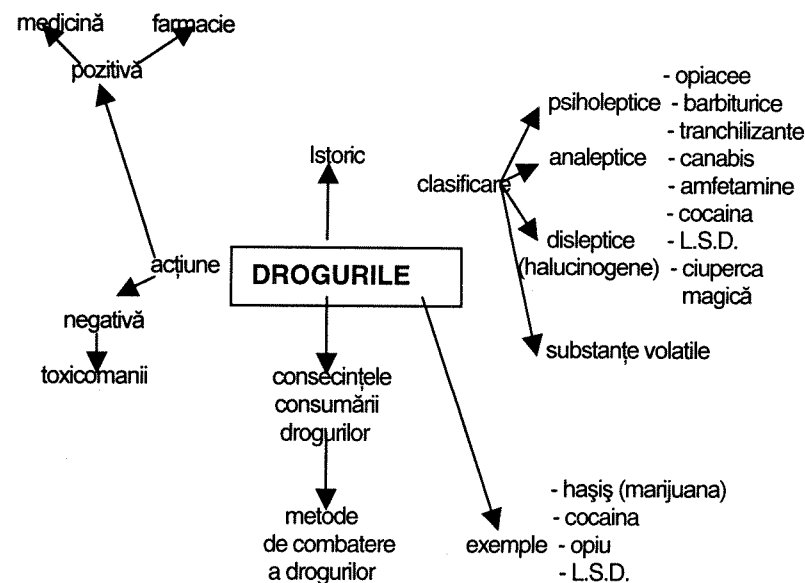 medicină farmacie
pozitivă
Istoric
acțiune
negativă
toxicomanii
DROGURILE
clasificare
psiholeptice
analeptice
disleptice
(halucinogene)
substanțe volatile
- opiacee
- barbiturice
- tranchilizante
- canabis
- amfetamine
- cocaina
- L.S.D.
- ciuperca
magică
consecințele
consumării
drogurilor
metode
de combatere
a drogurilor
exemple
- hașiș (marijuana)
- cocaina
- opiu
- L.S.D.